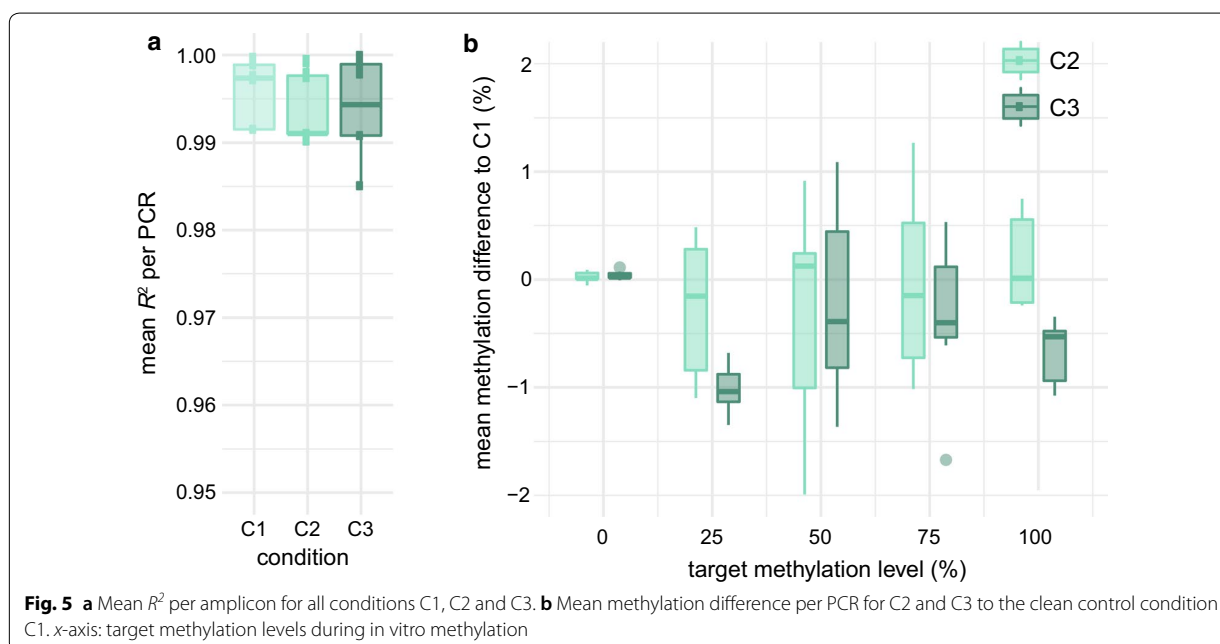 a
mean R² per PCR
1.00
0.99
0.98
0.97
0.96
0.95
C1 C2 C3
condition
b
mean methylation difference to C1 (%)
2
1
0
−1
−2
0 25 50 75 100
target methylation level (%)
C2
C3
Fig. 5 a Mean R² per amplicon for all conditions C1, C2 and C3. b Mean methylation difference per PCR for C2 and C3 to the clean control condition
C1. x-axis: target methylation levels during in vitro methylation